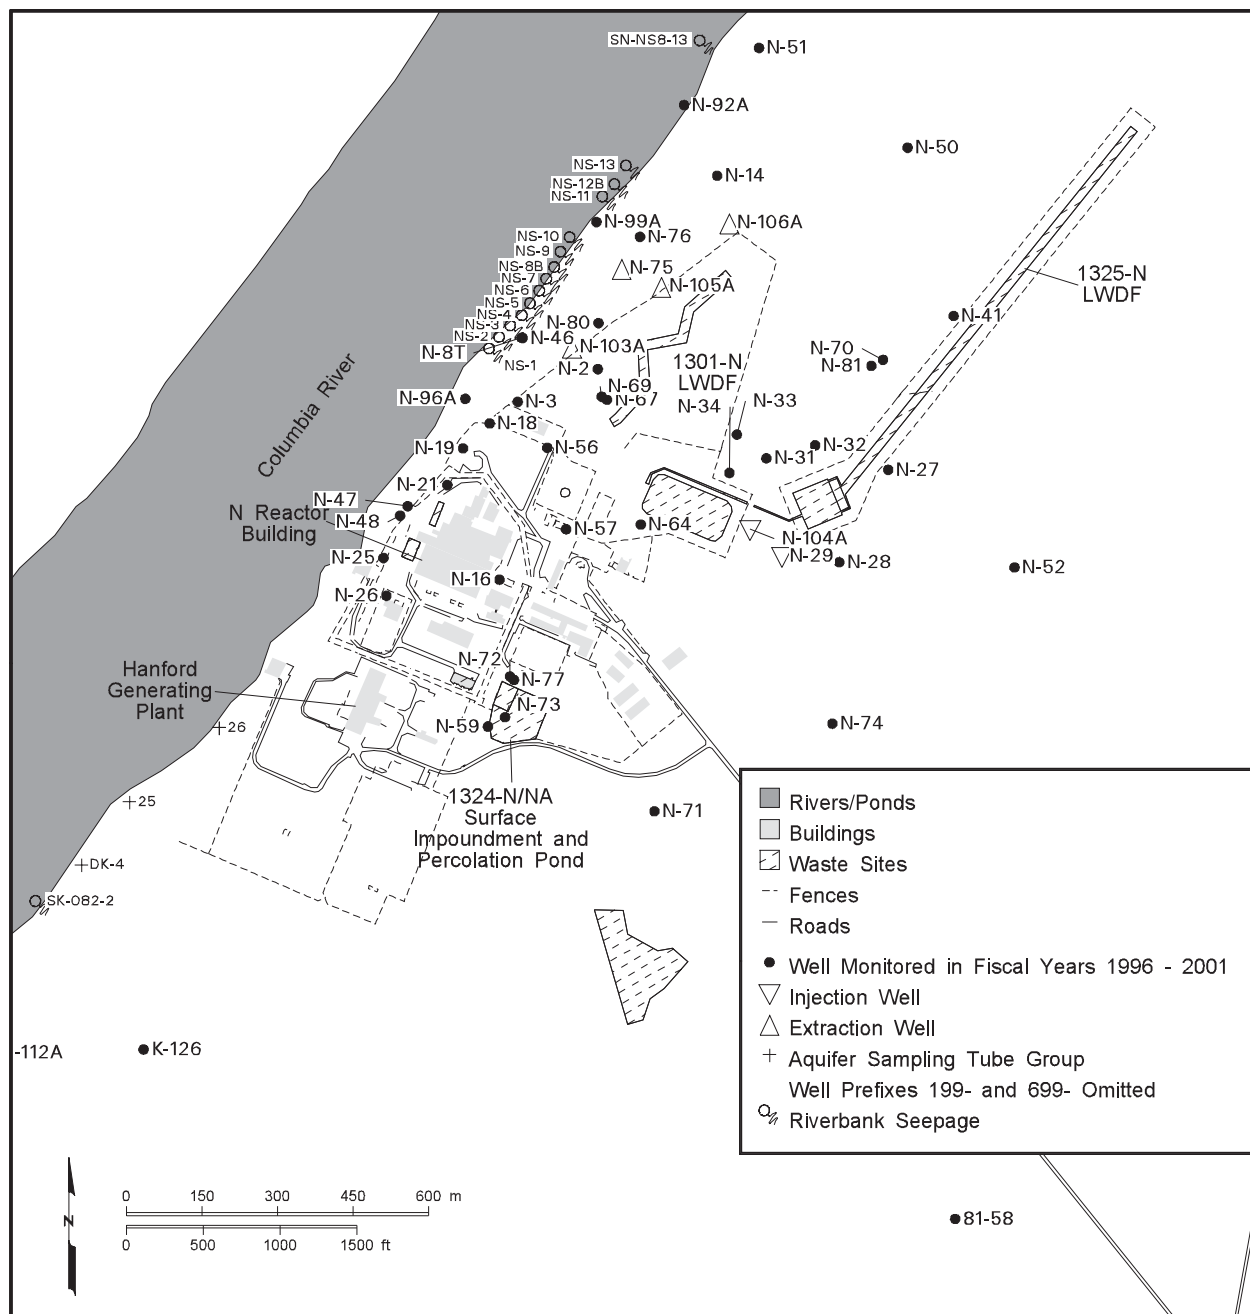 SN-NS8-13
N-51
N-92A
N-50
NS-13
N-14
NS-12B
NS-11
N-99A
N-106A
NS-10
N-76
NS-9
NS-8B
N-75
NS-7
1325-N
LWDF
NS-6
N-105A
NS-5
NS-4
N-41
NS-3
N-80
NS-2
N-46
N-8T
N-103A
N-70
NS-1
N-2
1301-N
LWDF
N-81
N-69
N-96A
N-3
N-67
N-34
N-33
Columbia River
N-18
N-19
N-56
N-32
N-31
N-27
N-21
N-47
N Reactor
Building
N-48
N-57
N-64
N-104A
N-25
N-29
N-28
N-52
N-16
N-26
N-72
Hanford
Generating
Plant
N-77
N-73
N-59
N-74
26
1324-N/NA
Surface
Impoundment and
Percolation Pond
25
N-71
DK-4
SK-082-2
Rivers/Ponds
Buildings
Waste Sites
Fences
Roads
Well Monitored in Fiscal Years 1996 - 2001
Injection Well
Extraction Well
Aquifer Sampling Tube Group
Well Prefixes 199- and 699- Omitted
Riverbank Seepage
-112A
K-126
N
0 150 300 450 600 m
0 500 1000 1500 ft
81-58